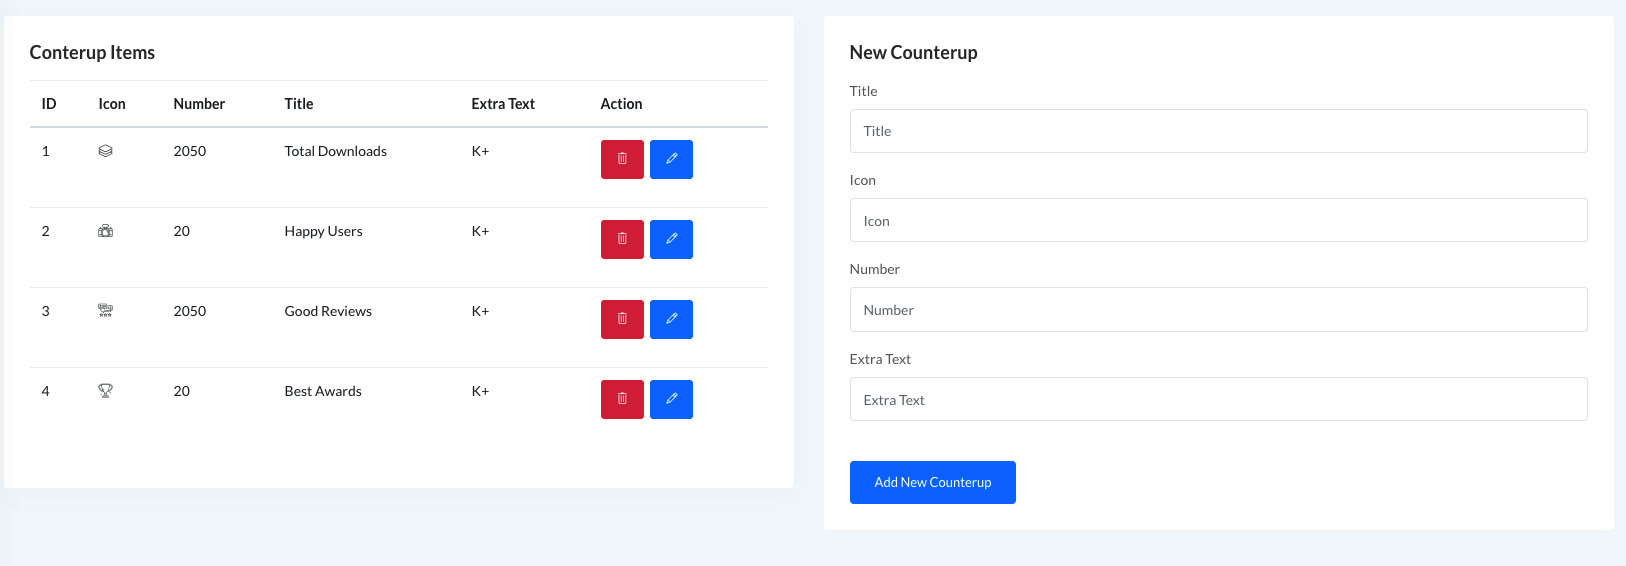 Conterup Items
ID Icon Number Title Extra Text Action
1 2050 Total Downloads K+
2 20 Happy Users K+
3 2050 Good Reviews K+
4 20 Best Awards K+
New Counterup
Title
Title
Icon
Icon
Number
Number
Extra Text
Extra Text
Add New Counterup